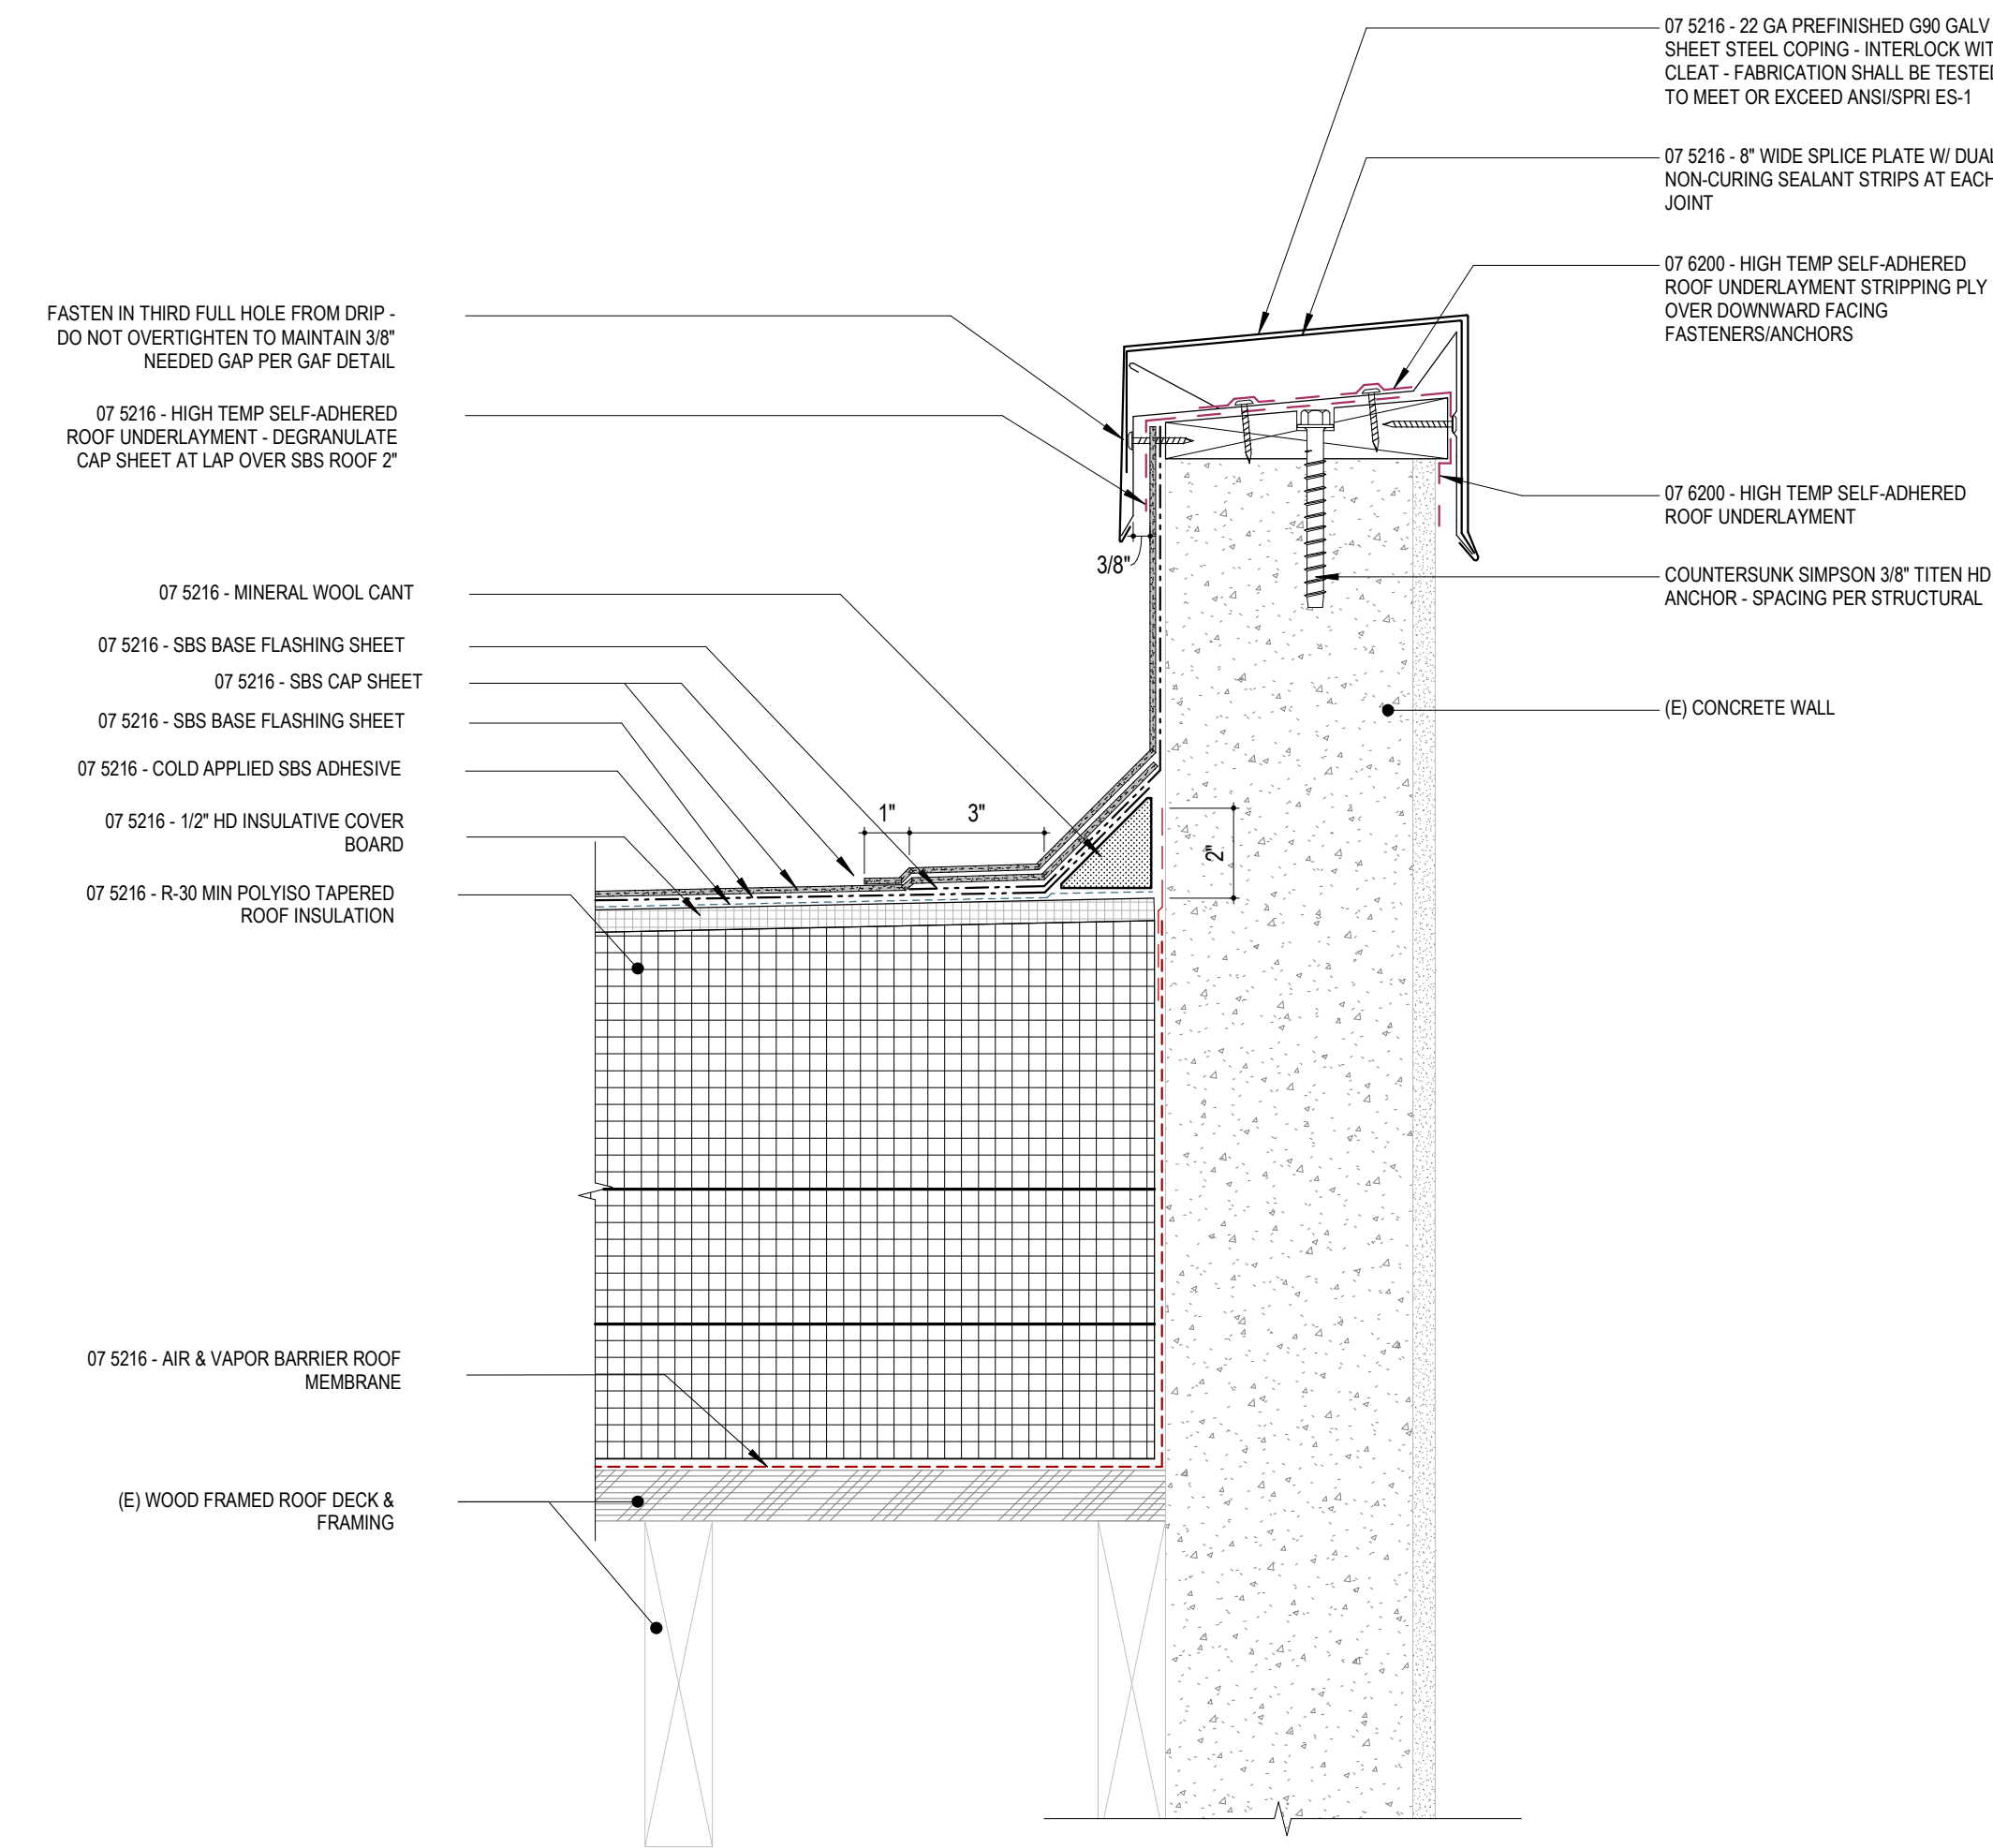 07 5216 - 22 GA PREFINISHED G90 GALV
SHEET STEEL COPING - INTERLOCK
CLEAT - FABRICATION SHALL BE
TO MEET OR EXCEED ANSI/SPRI ES-1
07 5216 - 8" WIDE SPLICE PLATE W/
NON-CURING SEALANT STRIPS AT
JOINT
07 6200 - HIGH TEMP SELF-ADHERED
ROOF UNDERLAYMENT STRIPPING PLY
OVER DOWNWARD FACING
FASTENERS/ANCHORS
07 6200 - HIGH TEMP SELF-ADHERED
ROOF UNDERLAYMENT
COUNTERSUNK SIMPSON 3/8" TITEN HD
ANCHOR - SPACING PER STRUCTURAL
(E) CONCRETE WALL
FASTEN IN THIRD FULL HOLE FROM DRIP -
DO NOT OVERTIGHTEN TO MAINTAIN 3/8"
NEEDED GAP PER GAF DETAIL
07 5216 - HIGH TEMP SELF-ADHERED
ROOF UNDERLAYMENT - DEGRANULATE
CAP SHEET AT LAP OVER SBS ROOF 2"
07 5216 - MINERAL WOOL CANT
07 5216 - SBS BASE FLASHING SHEET
07 5216 - SBS CAP SHEET
07 5216 - SBS BASE FLASHING SHEET
07 5216 - COLD APPLIED SBS ADHESIVE
07 5216 - 1/2" HD INSULATIVE COVER
BOARD
07 5216 - R-30 MIN POLYISO TAPERED
ROOF INSULATION
07 5216 - AIR & VAPOR BARRIER ROOF
MEMBRANE
(E) WOOD FRAMED ROOF DECK &
FRAMING
3/8"
1"
3"
2"